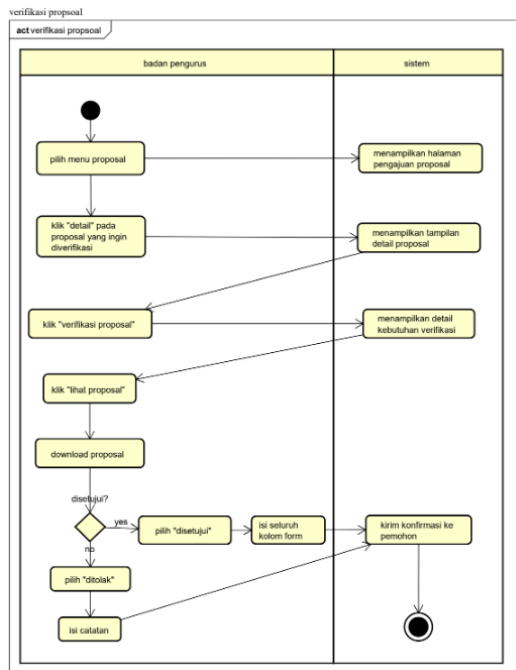 verifikasi propsoal
act verifikasi propsoal
badan pengurus
sistem
pilih menu proposal
menampilkan halaman
pengajuan proposal
klik "detail" pada
proposal yang ingin
diverifikasi
menampilkan tampilan
detail proposal
klik "verifikasi proposal"
menampilkan detail
kebutuhan verifikasi
klik "lihat proposal"
download proposal
disetujui?
yes
pilih "disetujui"
isi seluruh
kolom form
kirim konfirmasi ke
pemohon
no
pilih "ditolak"
isi catatan